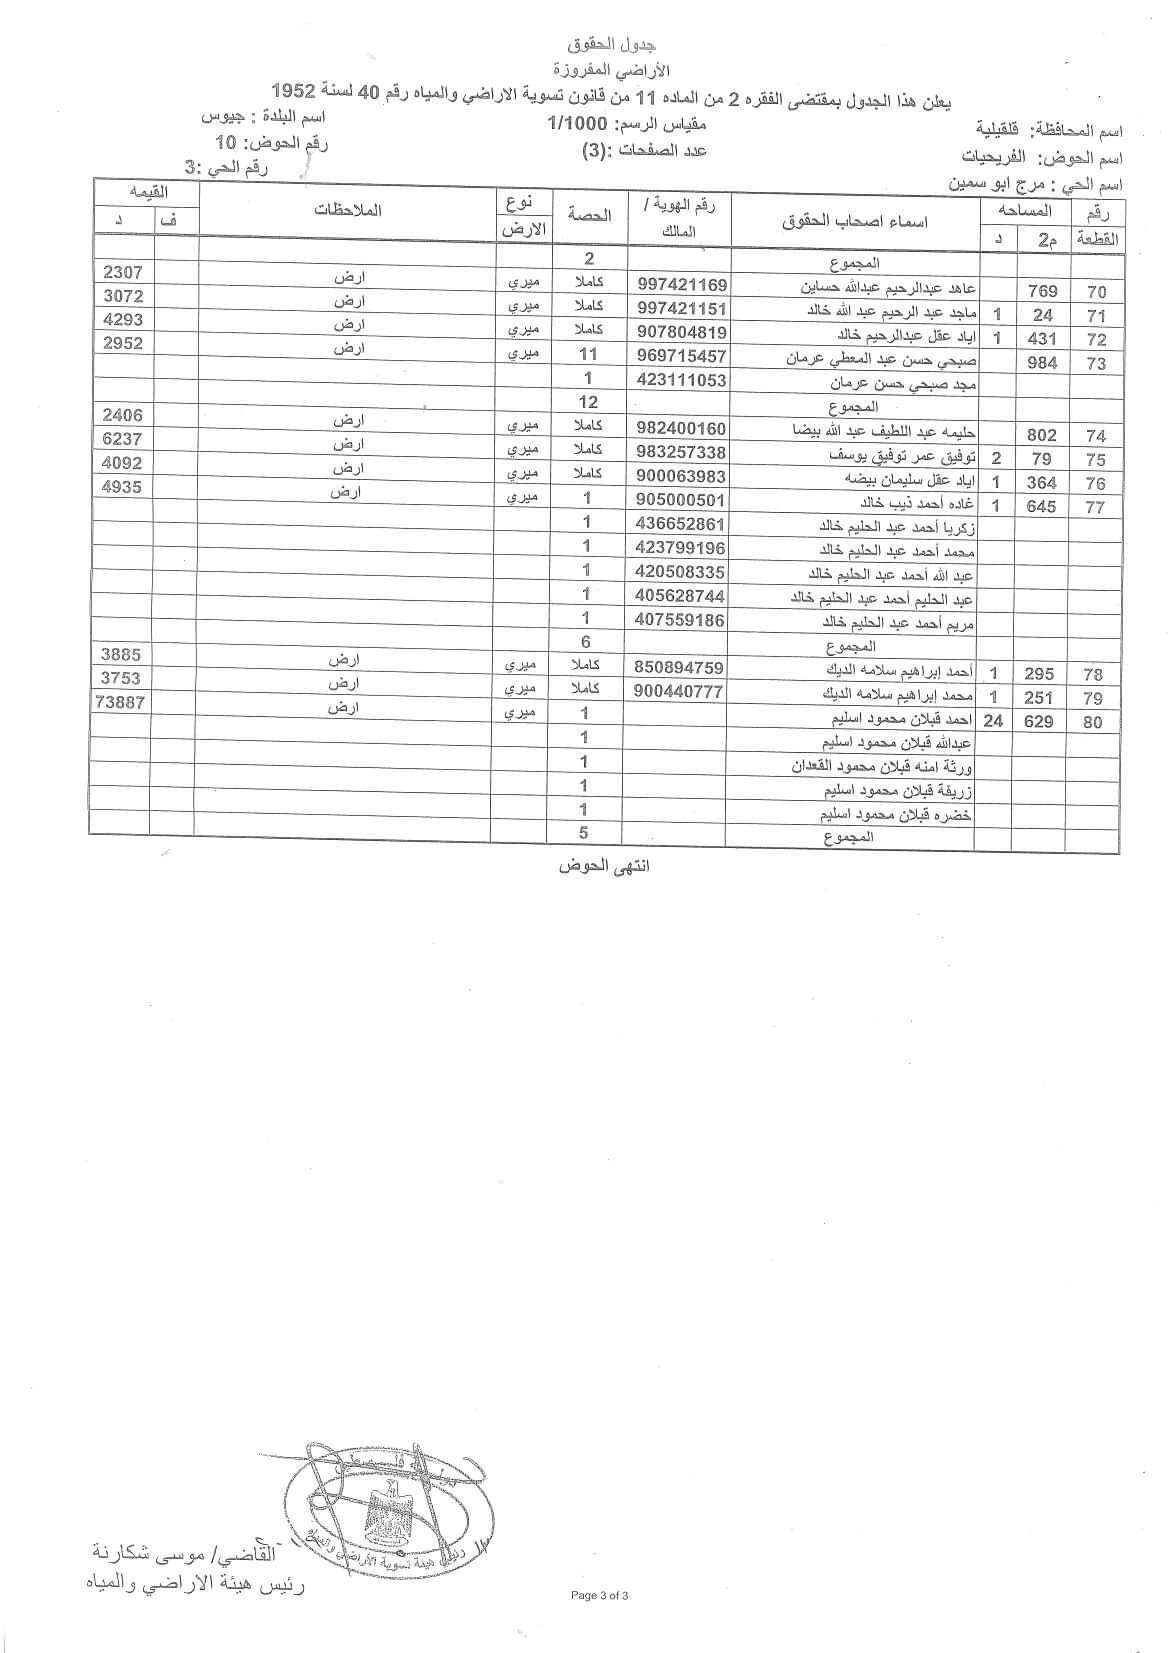 جدول الحقوق
الأراضي المفروزة
يعلن هذا الجدول بمقتضى الفقره 2 من الماده 11 من قانون تسوية الاراضي والمياه رقم 40 لسنة 1952
اسم المحافظة: قلقيلية مقياس الرسم: 1/1000 اسم البلدة : جيوس
اسم الحوض: الفريحيات عدد الصفحات :(3) رقم الحوض: 10
اسم الحي : مرج ابو سمين رقم الحي :3
رقم القطعة المساحه م2 د اسماء اصحاب الحقوق رقم الهوية / المالك الحصة نوع الارض الملاحظات القيمه ف د
المجموع 2
70 769 عاهد عبدالرحيم عبدالله حساين 997421169 كاملا ميري ارض 2307
71 24 1 ماجد عبد الرحيم عبد الله خالد 997421151 كاملا ميري ارض 3072
72 431 1 اياد عقل عبدالرحيم خالد 907804819 كاملا ميري ارض 4293
73 984 صبحي حسن عبد المعطي عرمان 969715457 11 ميري ارض 2952
مجد صبحي حسن عرمان 423111053 1
المجموع 12
74 802 حليمه عبد اللطيف عبد الله بيضا 982400160 كاملا ميري ارض 2406
75 79 2 توفيق عمر توفيق يوسف 983257338 كاملا ميري ارض 6237
76 364 1 اياد عقل سليمان بيضه 900063983 كاملا ميري ارض 4092
77 645 1 غاده أحمد ذيب خالد 905000501 1 ميري ارض 4935
زكريا أحمد عبد الحليم خالد 436652861 1
محمد أحمد عبد الحليم خالد 423799196 1
عبد الله أحمد عبد الحليم خالد 420508335 1
عبد الحليم أحمد عبد الحليم خالد 405628744 1
مريم أحمد عبد الحليم خالد 407559186 1
المجموع 6
78 295 1 أحمد إبراهيم سلامه الديك 850894759 كاملا ميري ارض 3885
79 251 1 محمد إبراهيم سلامه الديك 900440777 كاملا ميري ارض 3753
80 629 24 احمد قبلان محمود اسليم 1 ميري ارض 73887
عبدالله قبلان محمود اسليم 1
ورثة امنه قبلان محمود القعدان 1
زريفة قبلان محمود اسليم 1
خضره قبلان محمود اسليم 1
المجموع 5
انتهى الحوض
دولة فلسطين
رئيس هيئة تسوية الأراضي والمياه
القاضي/ موسى شكارنة
رئيس هيئة الاراضي والمياه
Page 3 of 3